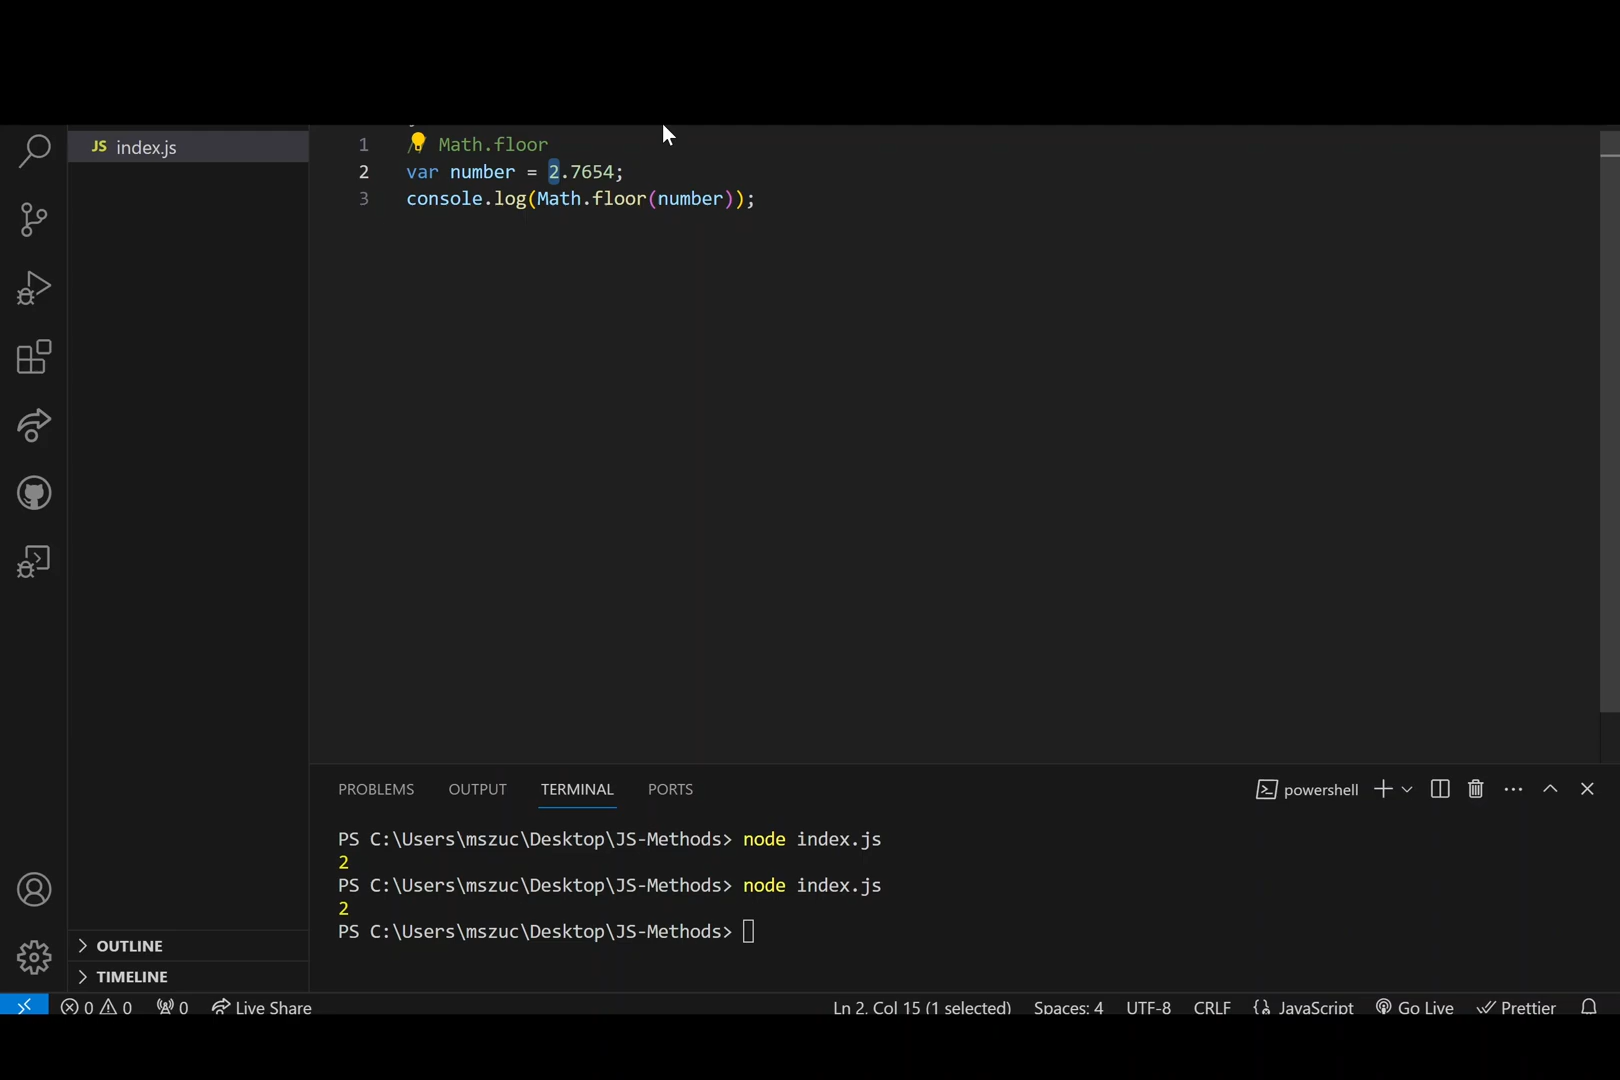 JS index.js
1 / Math.floor
2 var number = 2.7654;
3 console.log(Math.floor(number));
PROBLEMS OUTPUT TERMINAL PORTS
powershell
PS C:\Users\mszuc\Desktop\JS-Methods> node index.js
2
PS C:\Users\mszuc\Desktop\JS-Methods> node index.js
2
PS C:\Users\mszuc\Desktop\JS-Methods>
OUTLINE
TIMELINE
0 0 0 Live Share Ln 2, Col 15 (1 selected) Spaces: 4 UTF-8 CRLF JavaScript Go Live Prettier